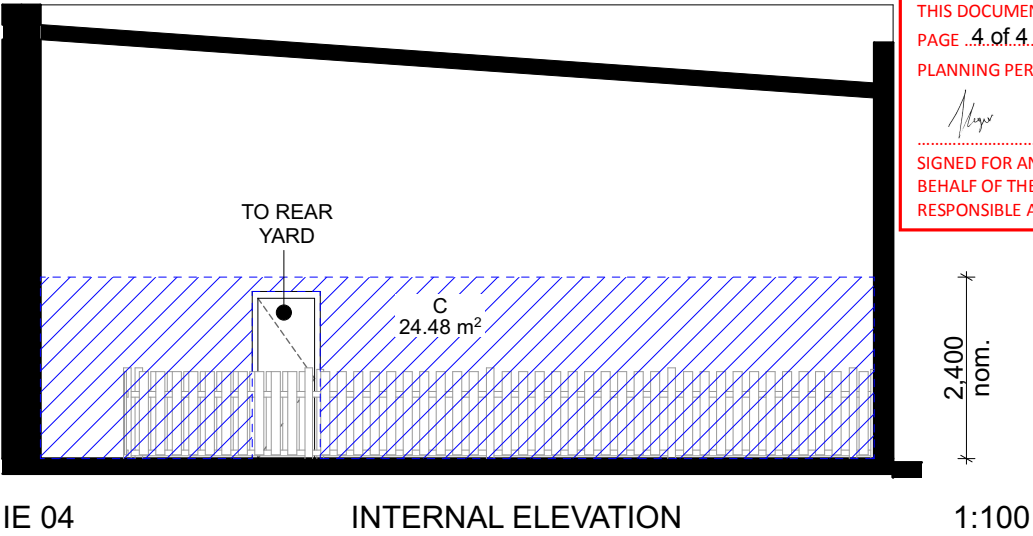 THIS DOCUMEN
PAGE 4 of 4
PLANNING PER
SIGNED FOR AN
BEHALF OF THE
RESPONSIBLE A
TO REAR
YARD
C
24.48 m²
2,400
nom.
IE 04
INTERNAL ELEVATION
1:100